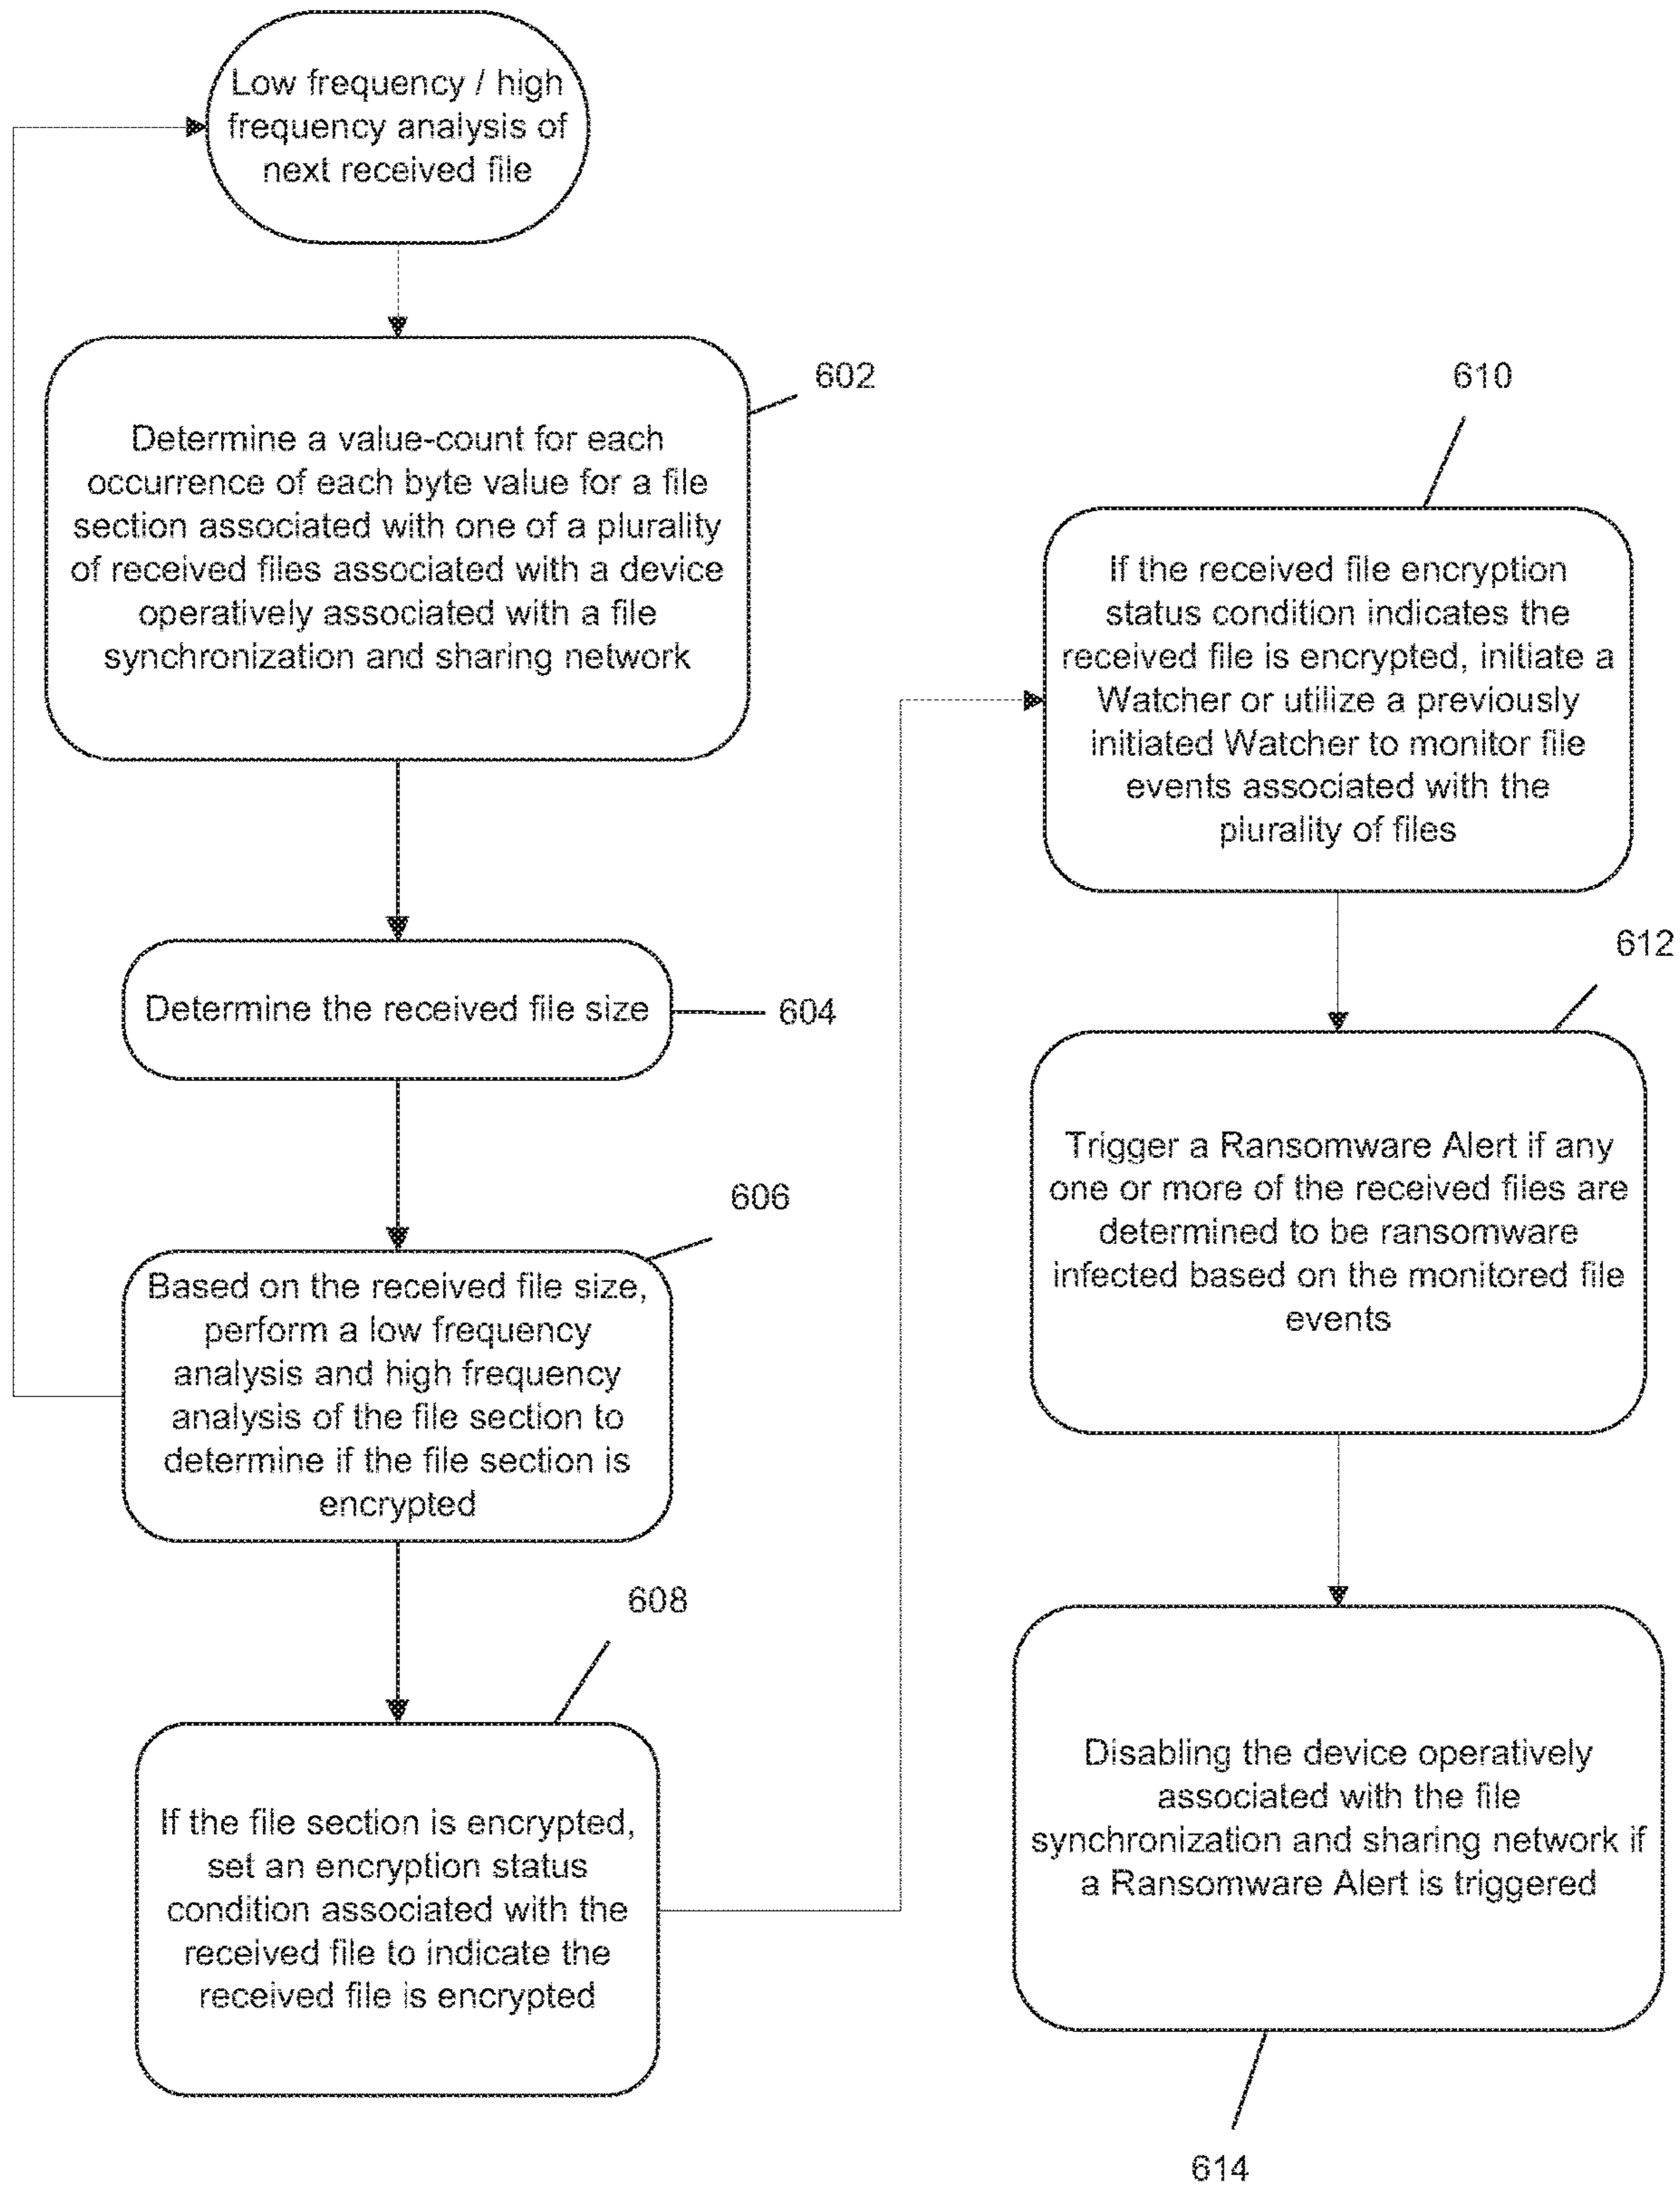 Low frequency / high
frequency analysis of
next received file
602
Determine a value-count for each
occurrence of each byte value for a file
section associated with one of a plurality
of received files associated with a device
operatively associated with a file
synchronization and sharing network
Determine the received file size
604
606
Based on the received file size,
perform a low frequency
analysis and high frequency
analysis of the file section to
determine if the file section is
encrypted
608
If the file section is encrypted,
set an encryption status
condition associated with the
received file to indicate the
received file is encrypted
610
If the received file encryption
status condition indicates the
received file is encrypted, initiate a
Watcher or utilize a previously
initiated Watcher to monitor file
events associated with the
plurality of files
612
Trigger a Ransomware Alert if any
one or more of the received files are
determined to be ransomware
infected based on the monitored file
events
Disabling the device operatively
associated with the file
synchronization and sharing network if
a Ransomware Alert is triggered
614